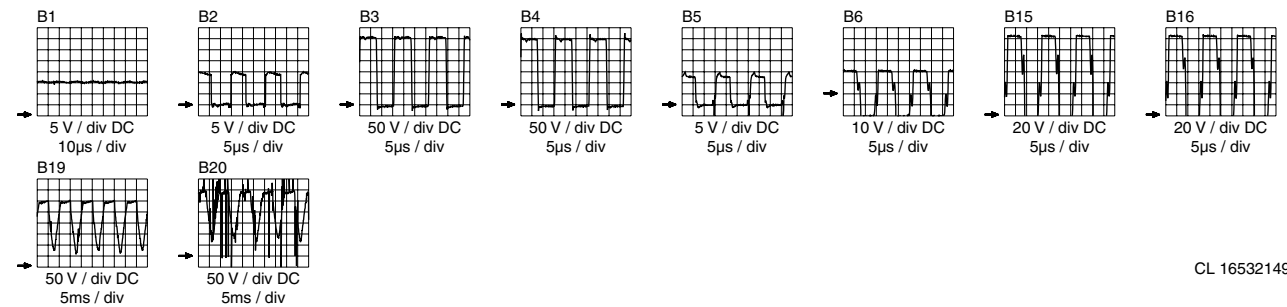 B1 B2 B3 B4 B5 B6 B15 B16
5 V / div DC 5 V / div DC 50 V / div DC 50 V / div DC 5 V / div DC 10 V / div DC 20 V / div DC 20 V / div DC
10µs / div 5µs / div 5µs / div 5µs / div 5µs / div 5µs / div 5µs / div 5µs / div
B19 B20
50 V / div DC 50 V / div DC
5ms / div 5ms / div
CL 16532149